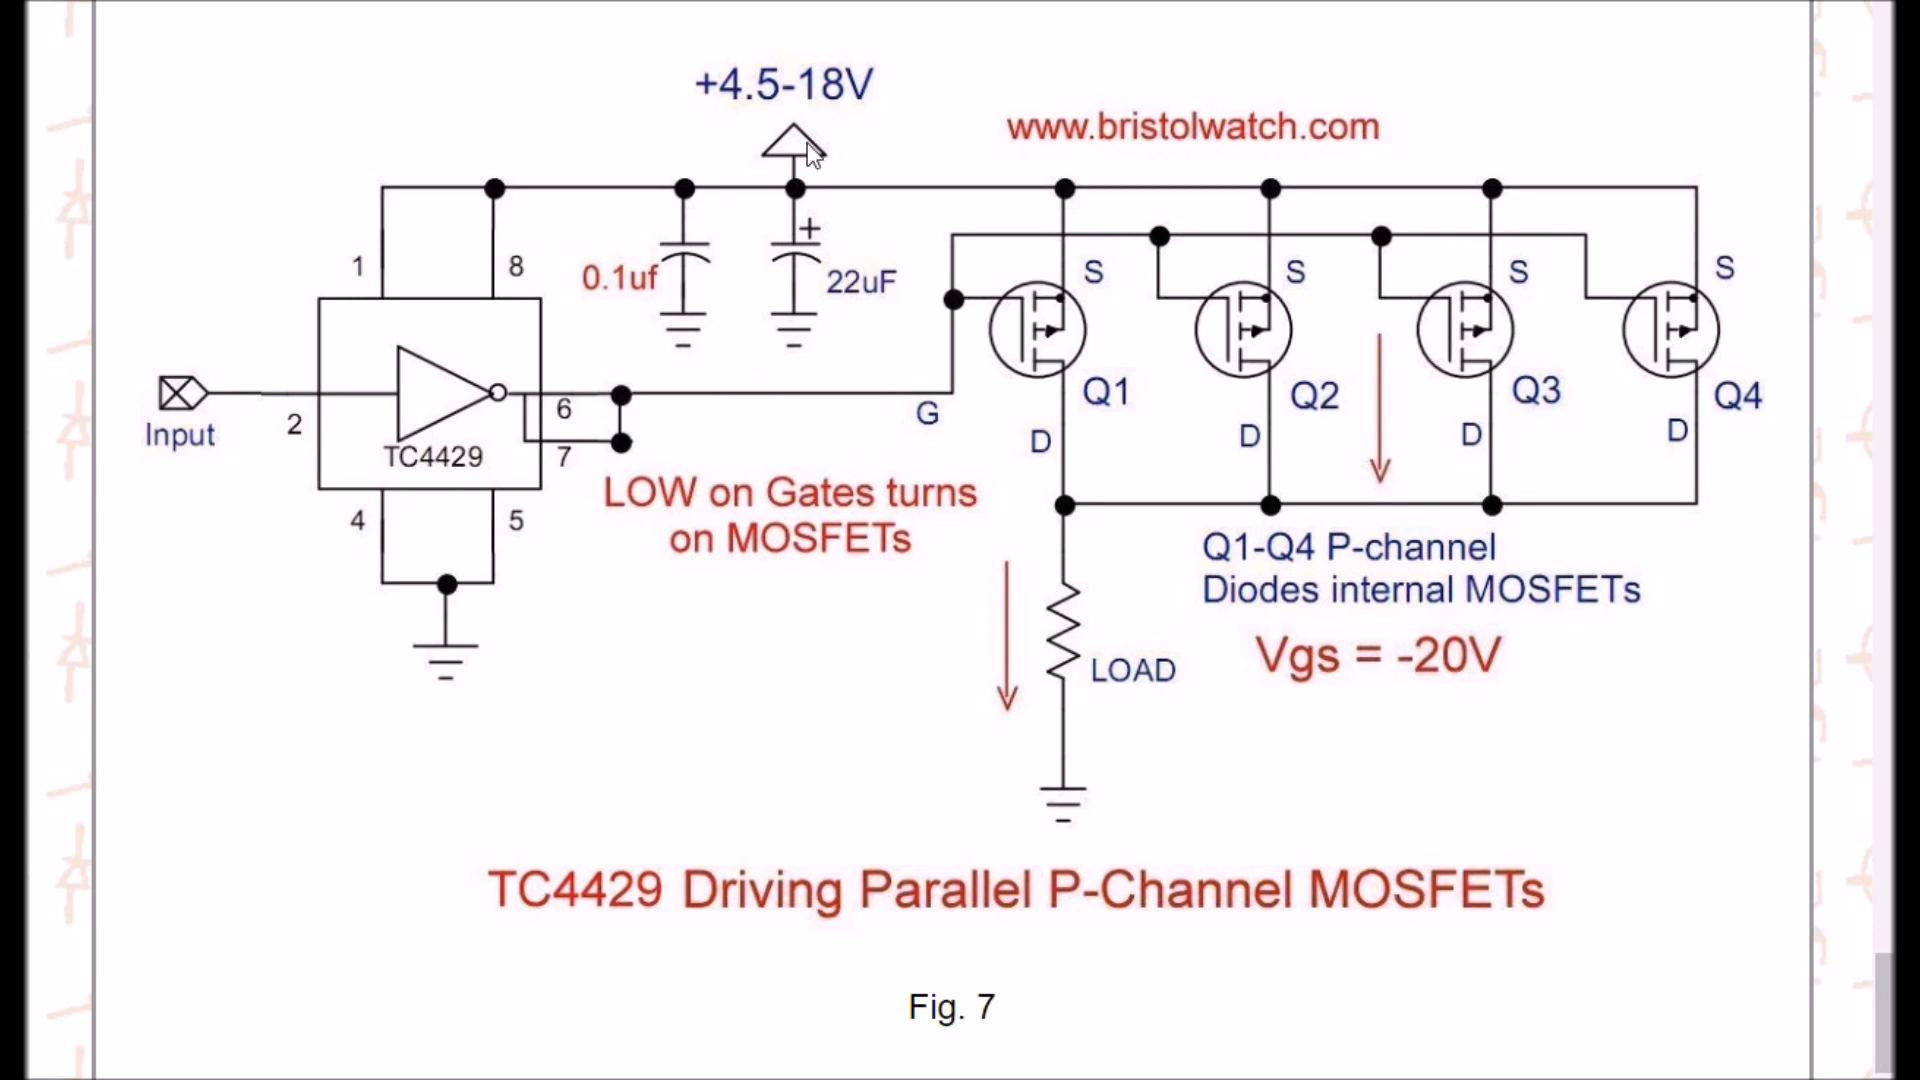 +4.5-18V
www.bristolwatch.com
1
8
0.1uf
+
22uF
S
S
S
S
Input
2
TC4429
6
7
G
Q1
Q2
Q3
Q4
D
D
D
D
4
5
LOW on Gates turns
on MOSFETs
Q1-Q4 P-channel
Diodes internal MOSFETs
LOAD
Vgs = -20V
TC4429 Driving Parallel P-Channel MOSFETs
Fig. 7